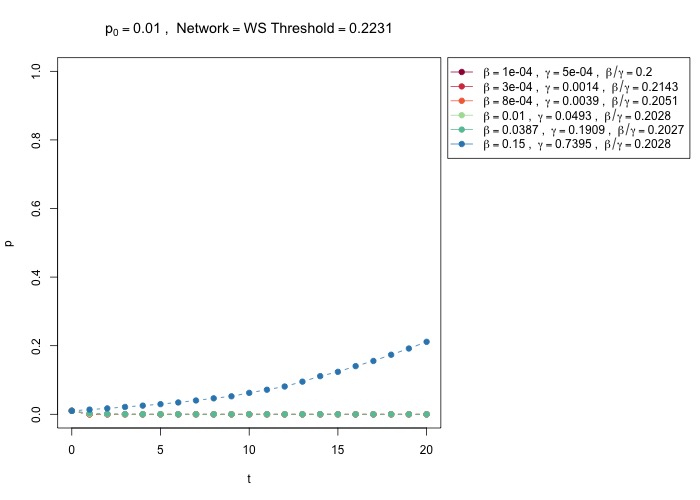 p₀ = 0.01 , Network = WS Threshold = 0.2231
β = 1e-04 , γ = 5e-04 , β/γ = 0.2
β = 3e-04 , γ = 0.0014 , β/γ = 0.2143
β = 8e-04 , γ = 0.0039 , β/γ = 0.2051
β = 0.01 , γ = 0.0493 , β/γ = 0.2028
β = 0.0387 , γ = 0.1909 , β/γ = 0.2027
β = 0.15 , γ = 0.7395 , β/γ = 0.2028
1.0
0.8
0.6
0.4
0.2
0.0
p
0 5 10 15 20
t